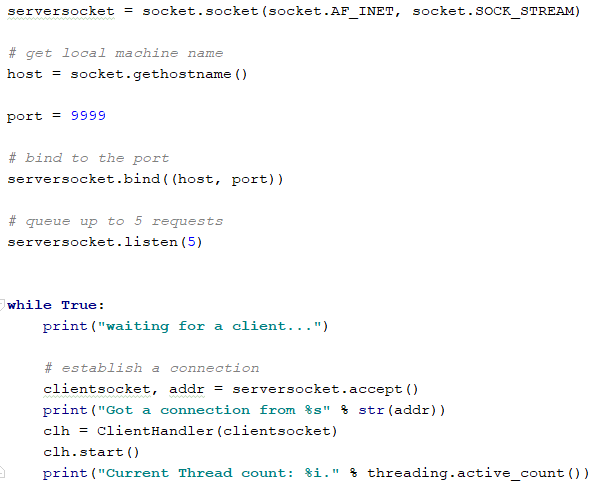 serversocket = socket.socket(socket.AF_INET, socket.SOCK_STREAM)
# get local machine name
host = socket.gethostname()
port = 9999
# bind to the port
serversocket.bind((host, port))
# queue up to 5 requests
serversocket.listen(5)
while True:
    print("waiting for a client...")
    # establish a connection
    clientsocket, addr = serversocket.accept()
    print("Got a connection from %s" % str(addr))
    clh = ClientHandler(clientsocket)
    clh.start()
    print("Current Thread count: %i." % threading.active_count())